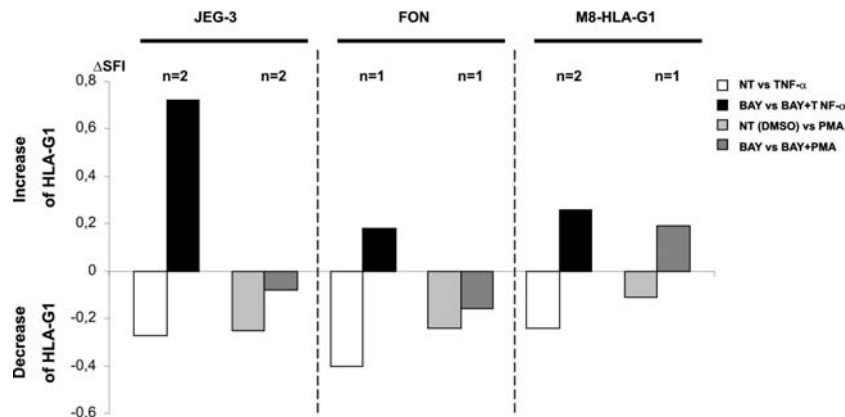 JEG-3 FON M8-HLA-G1
ΔSFI
n=2 n=2 n=1 n=1 n=2 n=1
0,8
0,6
0,4
0,2
0
-0,2
-0,4
-0,6
Increase
of HLA-G1
Decrease
of HLA-G1
NT vs TNF-α
BAY vs BAY+T NF-α
NT (DMSO) vs PMA
BAY vs BAY+PMA